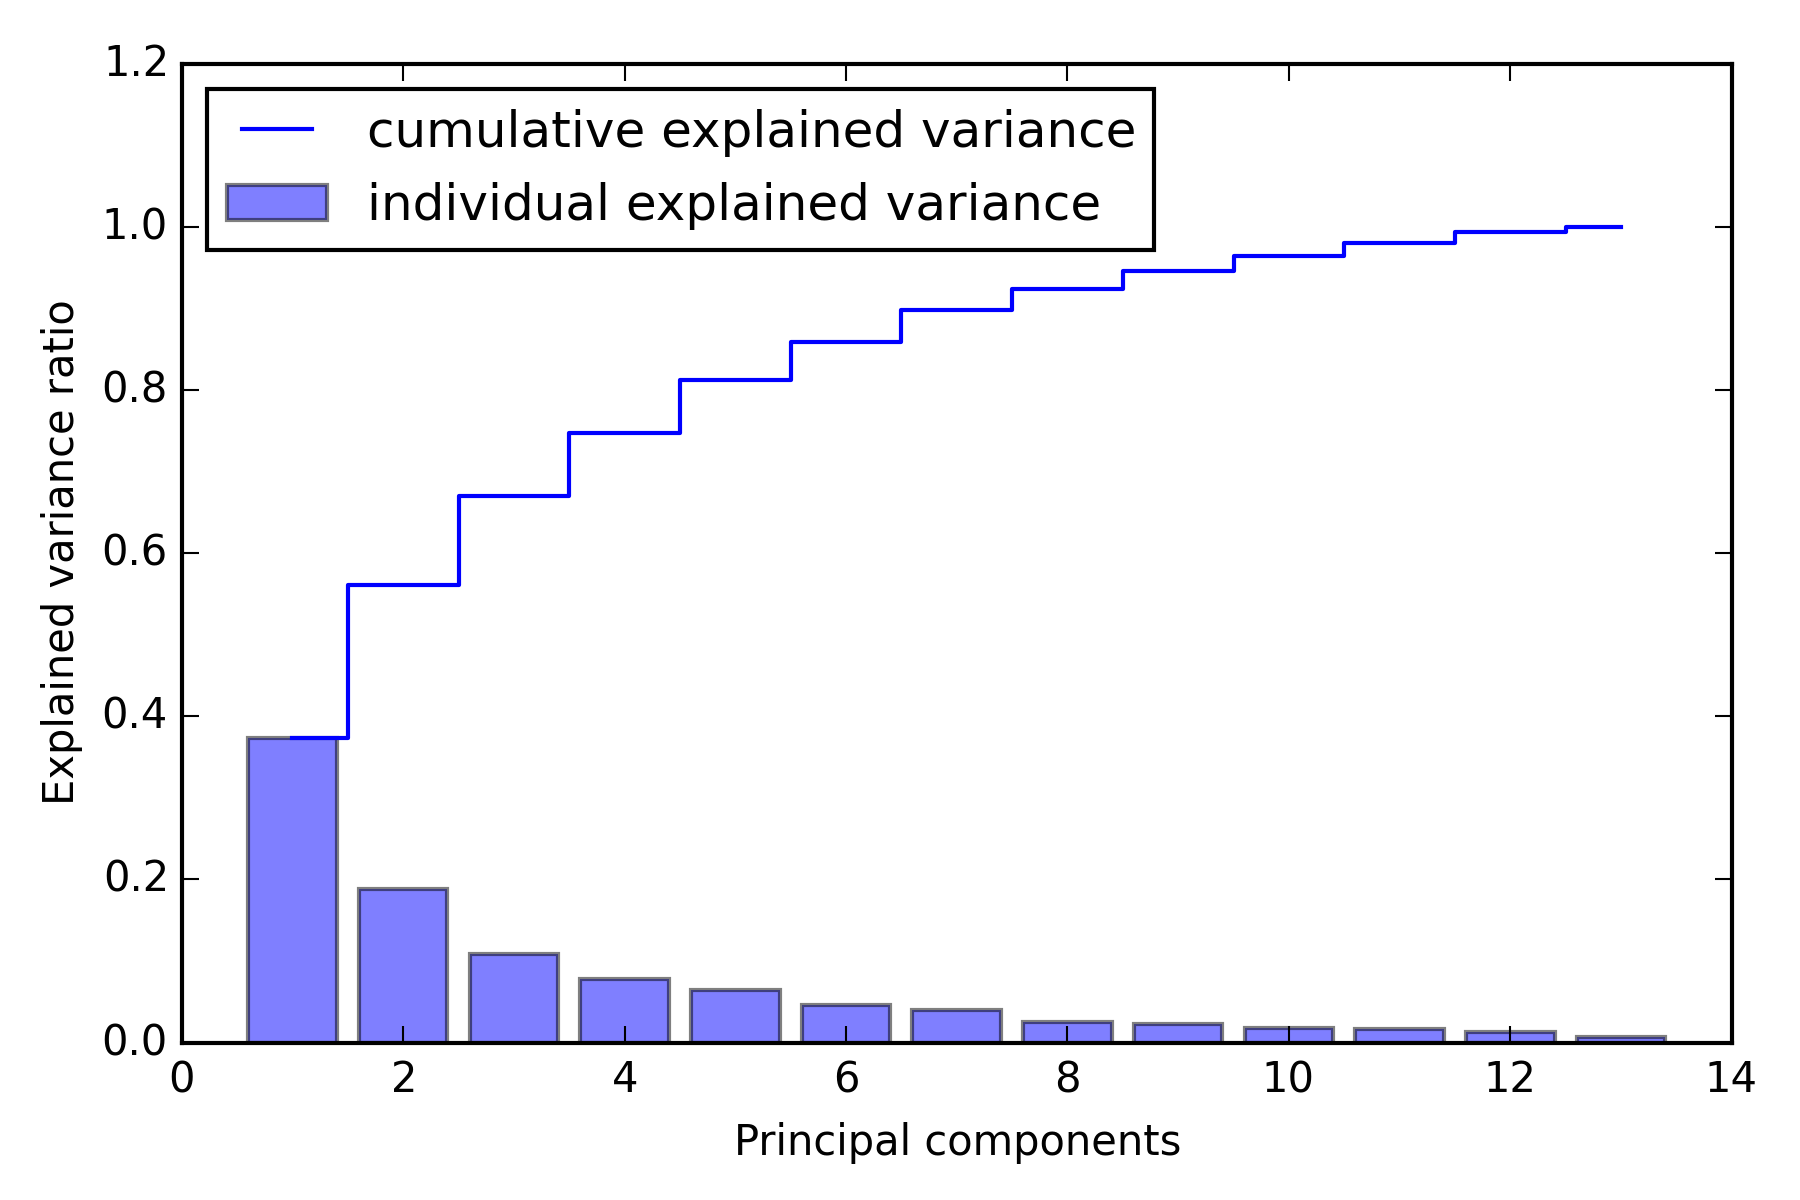 1.2
cumulative explained variance
individual explained variance
1.0
0.8
0.6
0.4
0.2
0.0
Explained variance ratio
0 2 4 6 8 10 12 14
Principal components